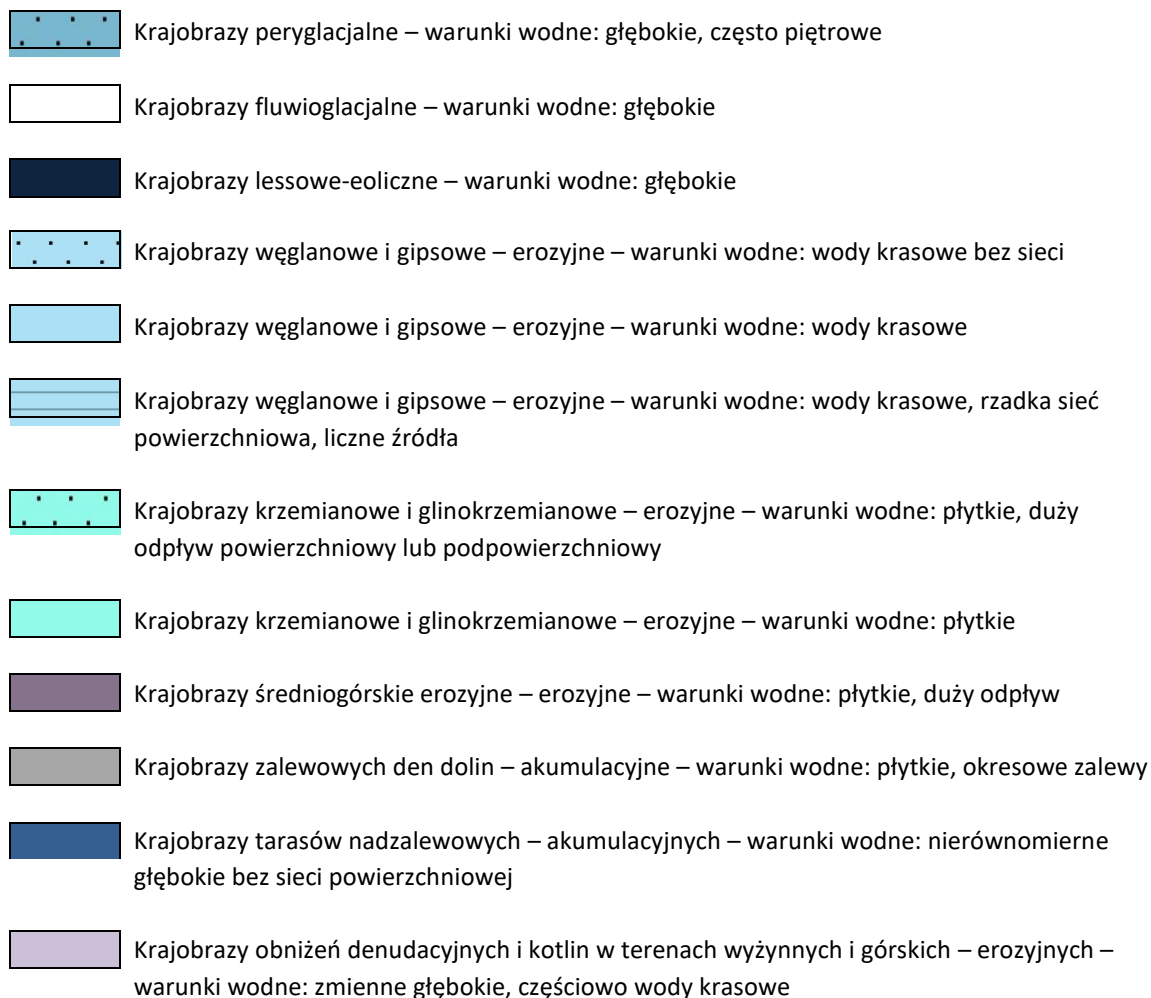 Krajobrazy peryglacjalne – warunki wodne: głębokie, często piętrowe
Krajobrazy fluwioglacjalne – warunki wodne: głębokie
Krajobrazy lessowe-eoliczne – warunki wodne: głębokie
Krajobrazy węglanowe i gipsowe – erozyjne – warunki wodne: wody krasowe bez sieci
Krajobrazy węglanowe i gipsowe – erozyjne – warunki wodne: wody krasowe
Krajobrazy węglanowe i gipsowe – erozyjne – warunki wodne: wody krasowe, rzadka sieć
powierzchniowa, liczne źródła
Krajobrazy krzemianowe i glinokrzemianowe – erozyjne – warunki wodne: płytkie, duży
odpływ powierzchniowy lub podpowierzchniowy
Krajobrazy krzemianowe i glinokrzemianowe – erozyjne – warunki wodne: płytkie
Krajobrazy średniogórskie erozyjne – erozyjne – warunki wodne: płytkie, duży odpływ
Krajobrazy zalewowych den dolin – akumulacyjne – warunki wodne: płytkie, okresowe zalewy
Krajobrazy tarasów nadzalewowych – akumulacyjnych – warunki wodne: nierównomierne
głębokie bez sieci powierzchniowej
Krajobrazy obniżeń denudacyjnych i kotlin w terenach wyżynnych i górskich – erozyjnych –
warunki wodne: zmienne głębokie, częściowo wody krasowe